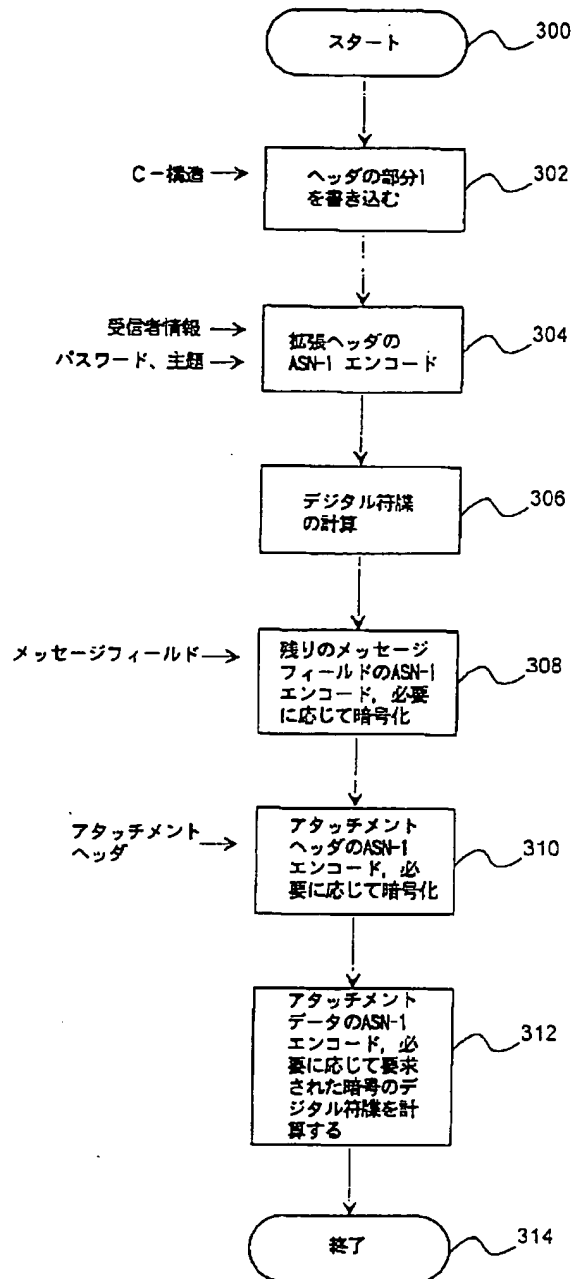 スタート
300
C－構造
ヘッダの部分1
を書き込む
302
受信者情報
パスワード、主題
拡張ヘッダの
ASN-1 エンコード
304
デジタル符牒
の計算
306
メッセージフィールド
残りのメッセージ
フィールドのASN-1
エンコード，必要
に応じて暗号化
308
アタッチメント
ヘッダ
アタッチメント
ヘッダのASN-1
エンコード，必
要に応じて暗号化
310
アタッチメント
データのASN-1
エンコード，必
要に応じて要求
された暗号のデ
ジタル符牒を計
算する
312
終了
314